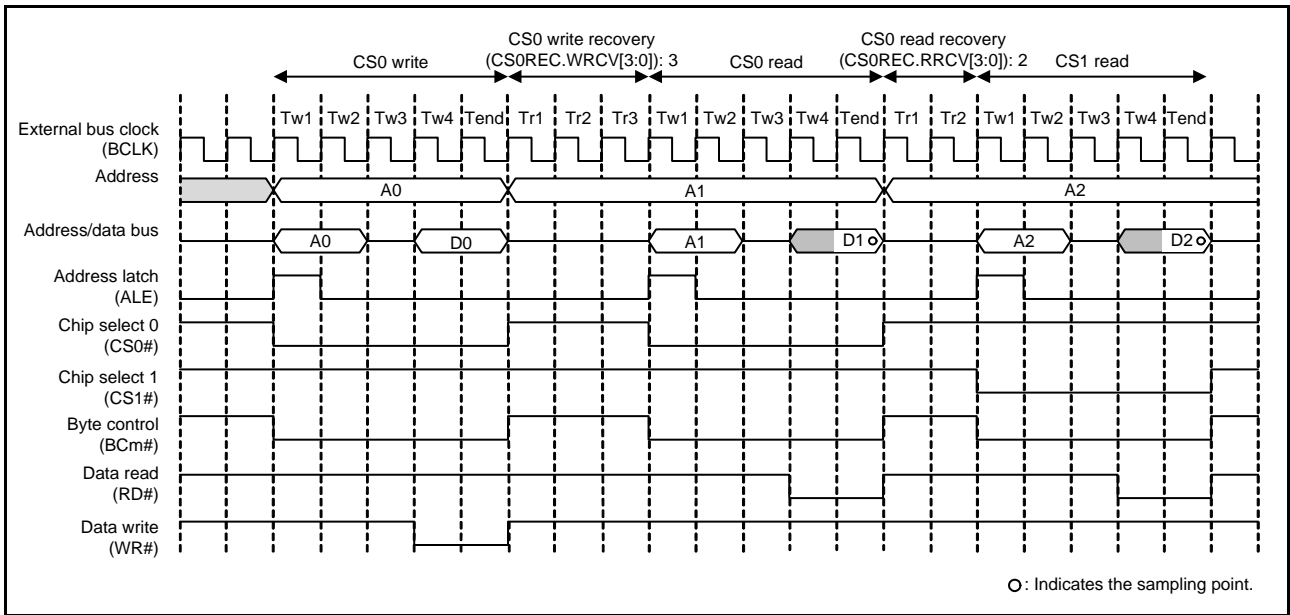 CS0 write
CS0 write recovery
(CS0REC.WRCV[3:0]): 3
CS0 read
CS0 read recovery
(CS0REC.RRCV[3:0]): 2
CS1 read
Tw1 Tw2 Tw3 Tw4 Tend Tr1 Tr2 Tr3 Tw1 Tw2 Tw3 Tw4 Tend Tr1 Tr2 Tw1 Tw2 Tw3 Tw4 Tend
External bus clock
(BCLK)
Address
A0 A1 A2
Address/data bus
A0 D0 A1 D1 A2 D2
Address latch
(ALE)
Chip select 0
(CS0#)
Chip select 1
(CS1#)
Byte control
(BCm#)
Data read
(RD#)
Data write
(WR#)
: Indicates the sampling point.